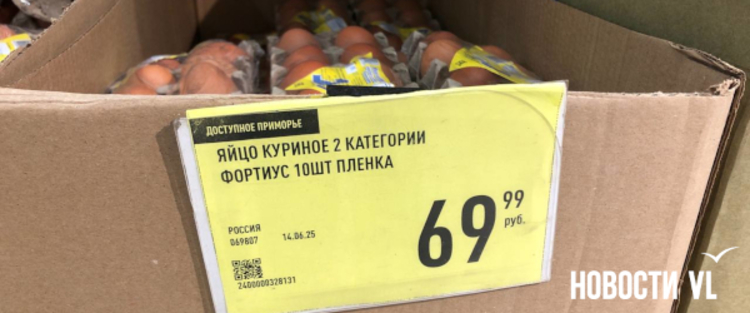 ДОСТУПНОЕ ПРИМОРЬЕ
ЯЙЦО КУРИНОЕ 2 КАТЕГОРИИ
ФОРТИУС 10ШТ ПЛЕНКА
69 99
руб.
РОССИЯ
069807 14.06.25
2400000328131
НОВОСТИ VL